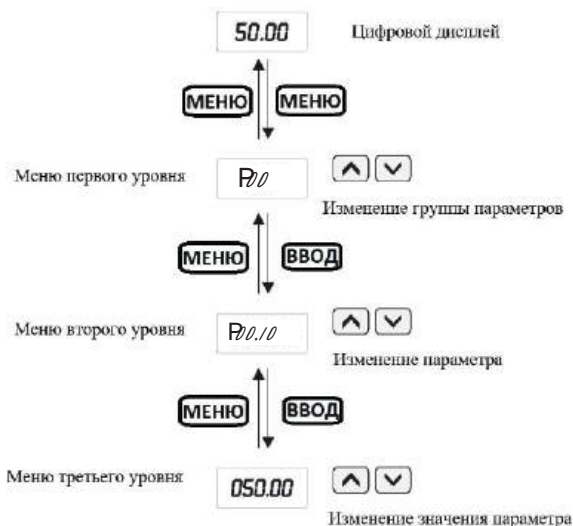 50.00 Цифровой дисплей
МЕНЮ МЕНЮ
Меню первого уровня P00
Изменение группы параметров
МЕНЮ ВВОД
Меню второго уровня P00.10
Изменение параметра
МЕНЮ ВВОД
Меню третьего уровня 050.00
Изменение значения параметра